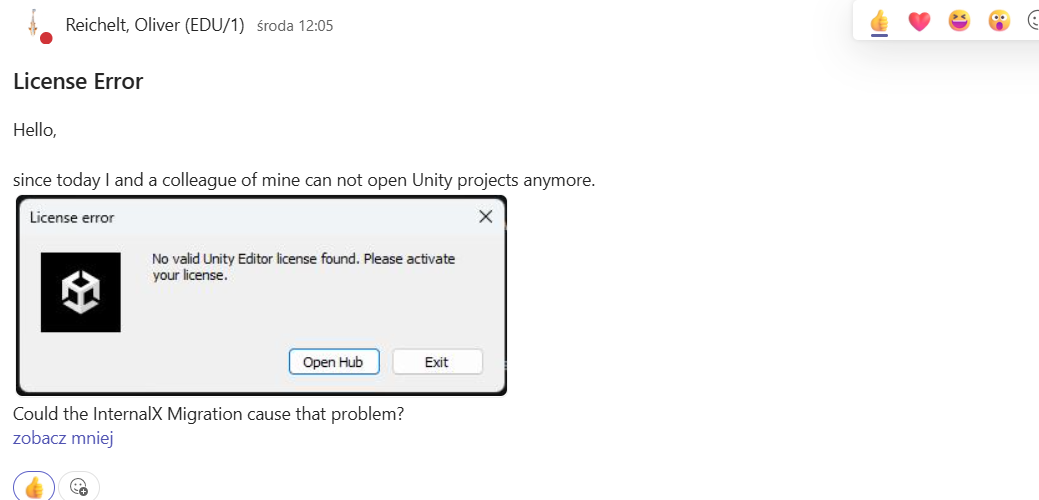 Reichelt, Oliver (EDU/1) środa 12:05
License Error
Hello,
since today I and a colleague of mine can not open Unity projects anymore.
License error
No valid Unity Editor license found. Please activate
your license.
Open Hub Exit
Could the InternalX Migration cause that problem?
zobacz mniej